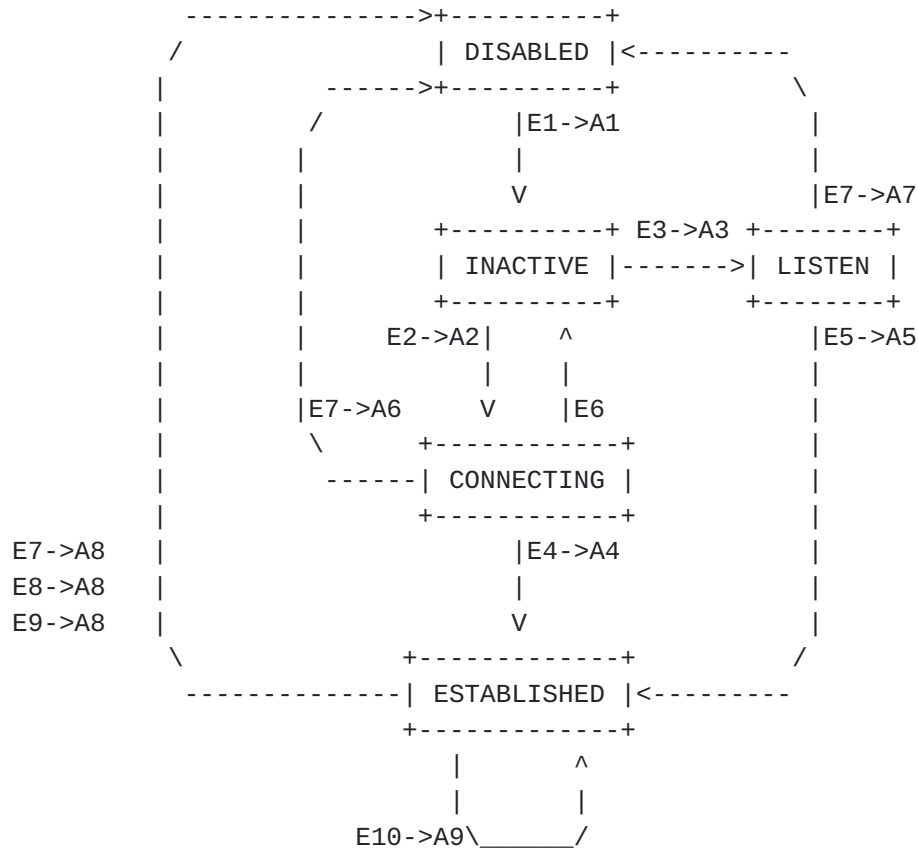 DISABLED
E1->A1
E7->A7
E3->A3
INACTIVE LISTEN
E2->A2 E5->A5
E7->A6 E6
CONNECTING
E7->A8 E4->A4
E8->A8
E9->A8
ESTABLISHED
E10->A9